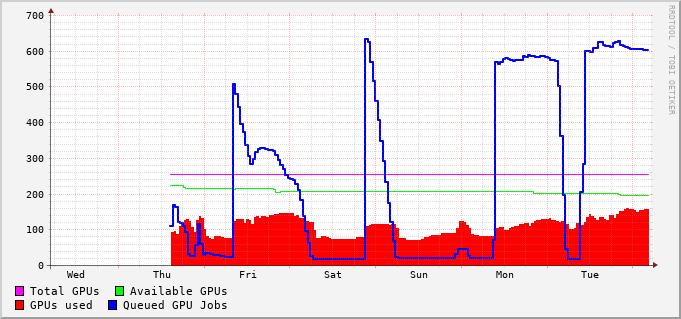 700
600
500
400
300
200
100
0
Wed Thu Fri Sat Sun Mon Tue
Total GPUs Available GPUs
GPUs used Queued GPU Jobs
RRDTOOL / TOBI OETIKER